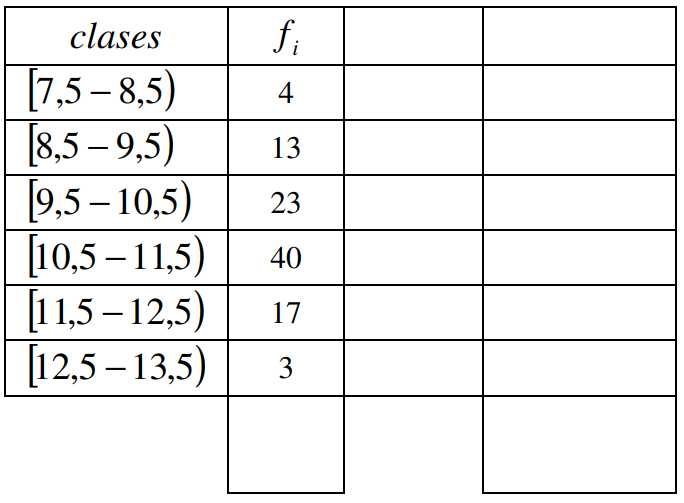 clases f_i
[7,5 – 8,5) 4
[8,5 – 9,5) 13
[9,5 – 10,5) 23
[10,5 – 11,5) 40
[11,5 – 12,5) 17
[12,5 – 13,5) 3